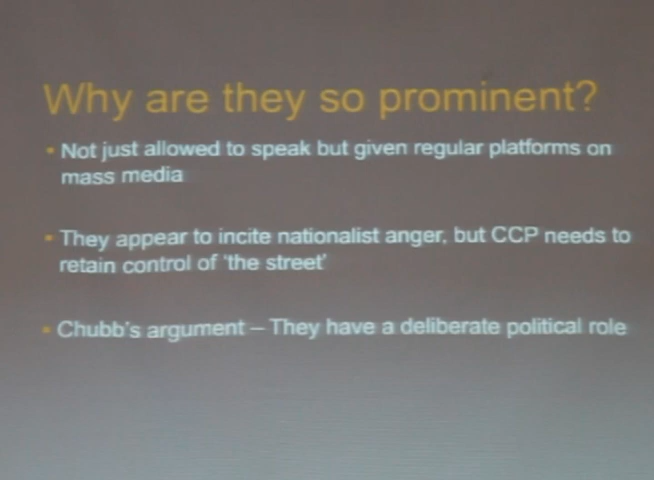 Why are they so prominent?
▪ Not just allowed to speak but given regular platforms on
mass media
▪ They appear to incite nationalist anger, but CCP needs to
retain control of 'the street'
▪ Chubb's argument – They have a deliberate political role